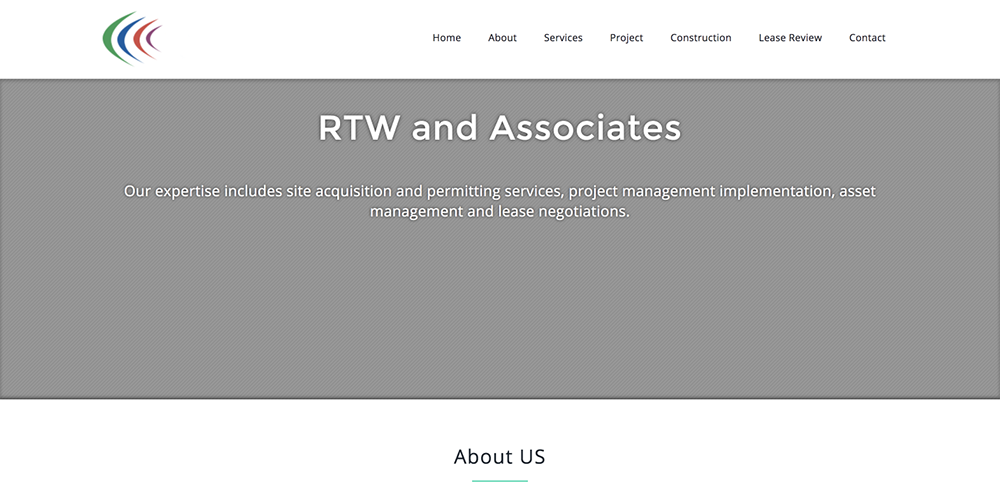 Home About Services Project Construction Lease Review Contact
RTW and Associates
Our expertise includes site acquisition and permitting services, project management implementation, asset
management and lease negotiations.
About US